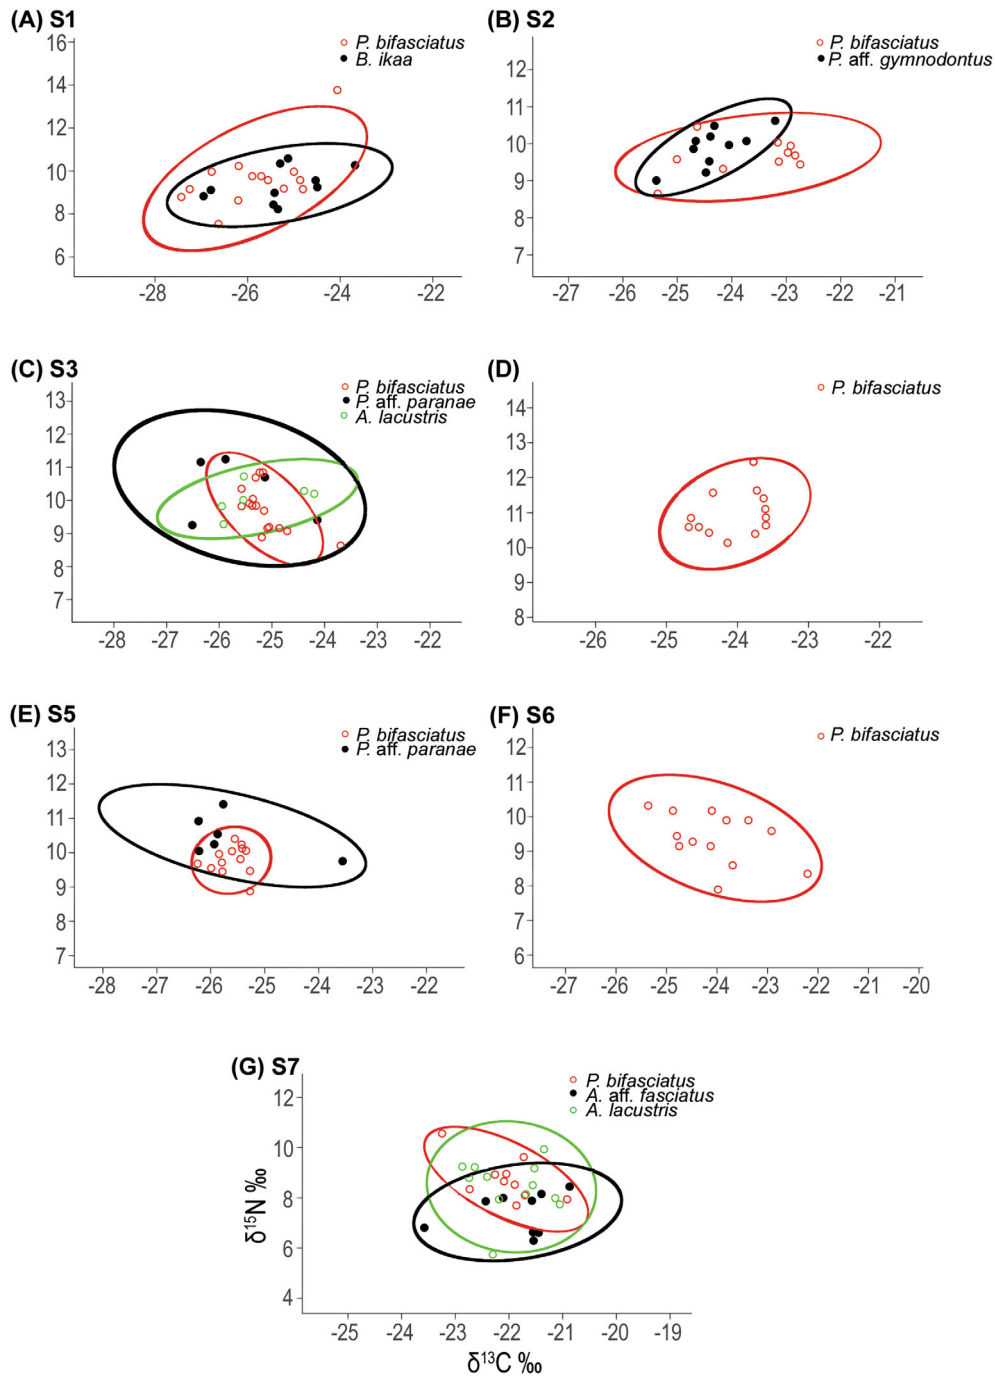 (A) S1
P. bifasciatus
B. ikaa
16
14
12
10
8
6
-28 -26 -24 -22
(B) S2
P. bifasciatus
P. aff. gymnodontus
12
11
10
9
8
7
-27 -26 -25 -24 -23 -22 -21
(C) S3
P. bifasciatus
P. aff. paranae
A. lacustris
13
12
11
10
9
8
7
-28 -27 -26 -25 -24 -23 -22
(D)
P. bifasciatus
14
13
12
11
10
9
8
-26 -25 -24 -23 -22
(E) S5
P. bifasciatus
P. aff. paranae
13
12
11
10
9
8
7
-28 -27 -26 -25 -24 -23 -22
(F) S6
P. bifasciatus
12
11
10
9
8
7
6
-27 -26 -25 -24 -23 -22 -21 -20
(G) S7
P. bifasciatus
A. aff. fasciatus
A. lacustris
12
10
8
6
4
δ15N ‰
-25 -24 -23 -22 -21 -20 -19
δ13C ‰